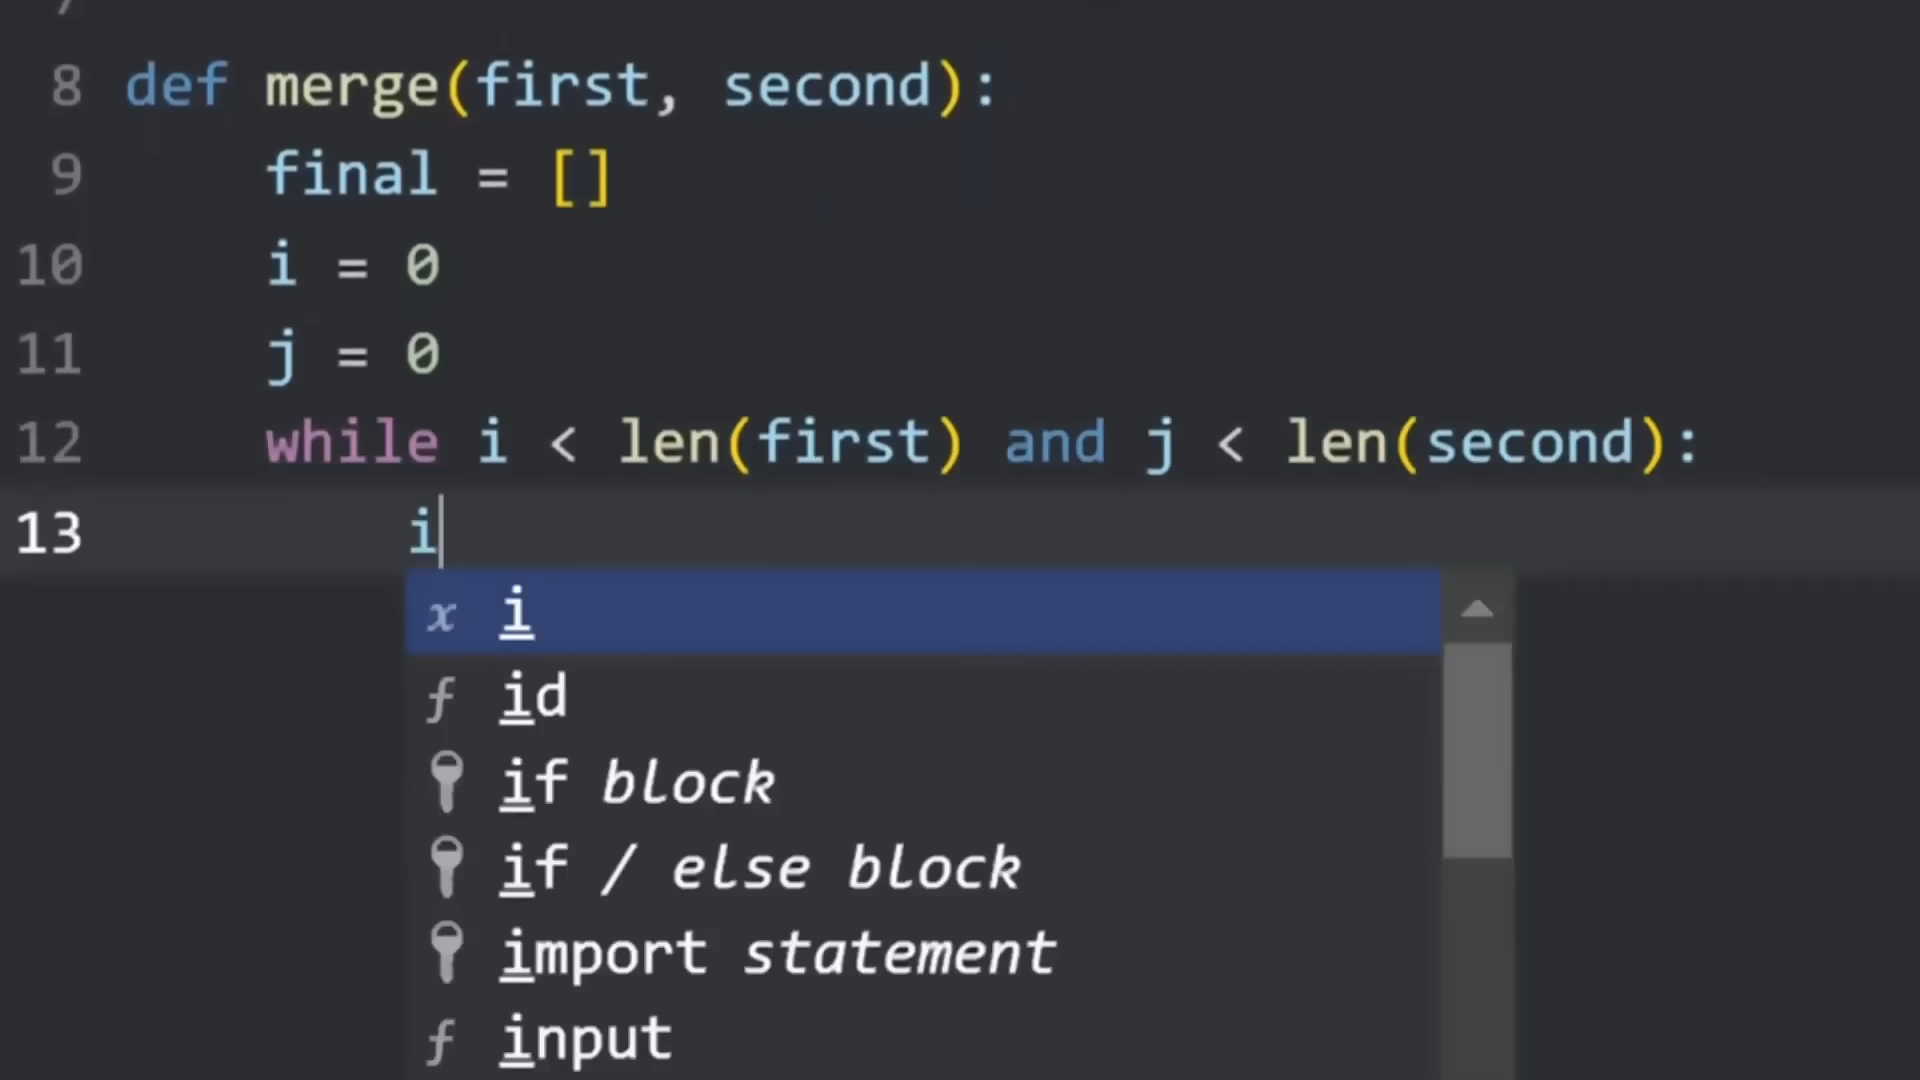 7
8 def merge(first, second):
9 final = []
10 i = 0
11 j = 0
12 while i < len(first) and j < len(second):
13 i
x i
f id
if block
if / else block
import statement
f input